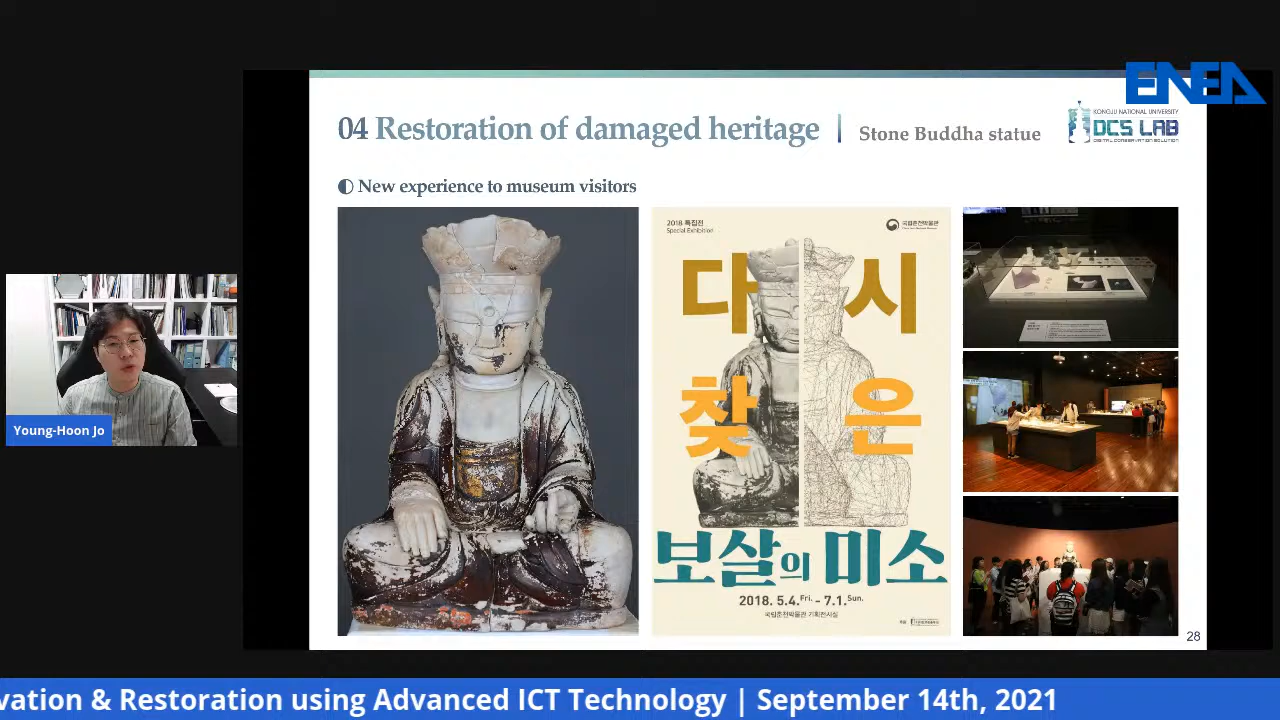 ENEA
04 Restoration of damaged heritage
Stone Buddha statue
KONGJU NATIONAL UNIVERSITY
DCS LAB
DIGITAL CONSERVATION SOLUTION
New experience to museum visitors
2018 특집전
Special Exhibition
국립춘천박물관
다시
찾은
보살의 미소
2018. 5.4.Fri. - 7.1.Sun.
국립춘천박물관 기획전시실
Young-Hoon Jo
28
vation & Restoration using Advanced ICT Technology | September 14th, 2021